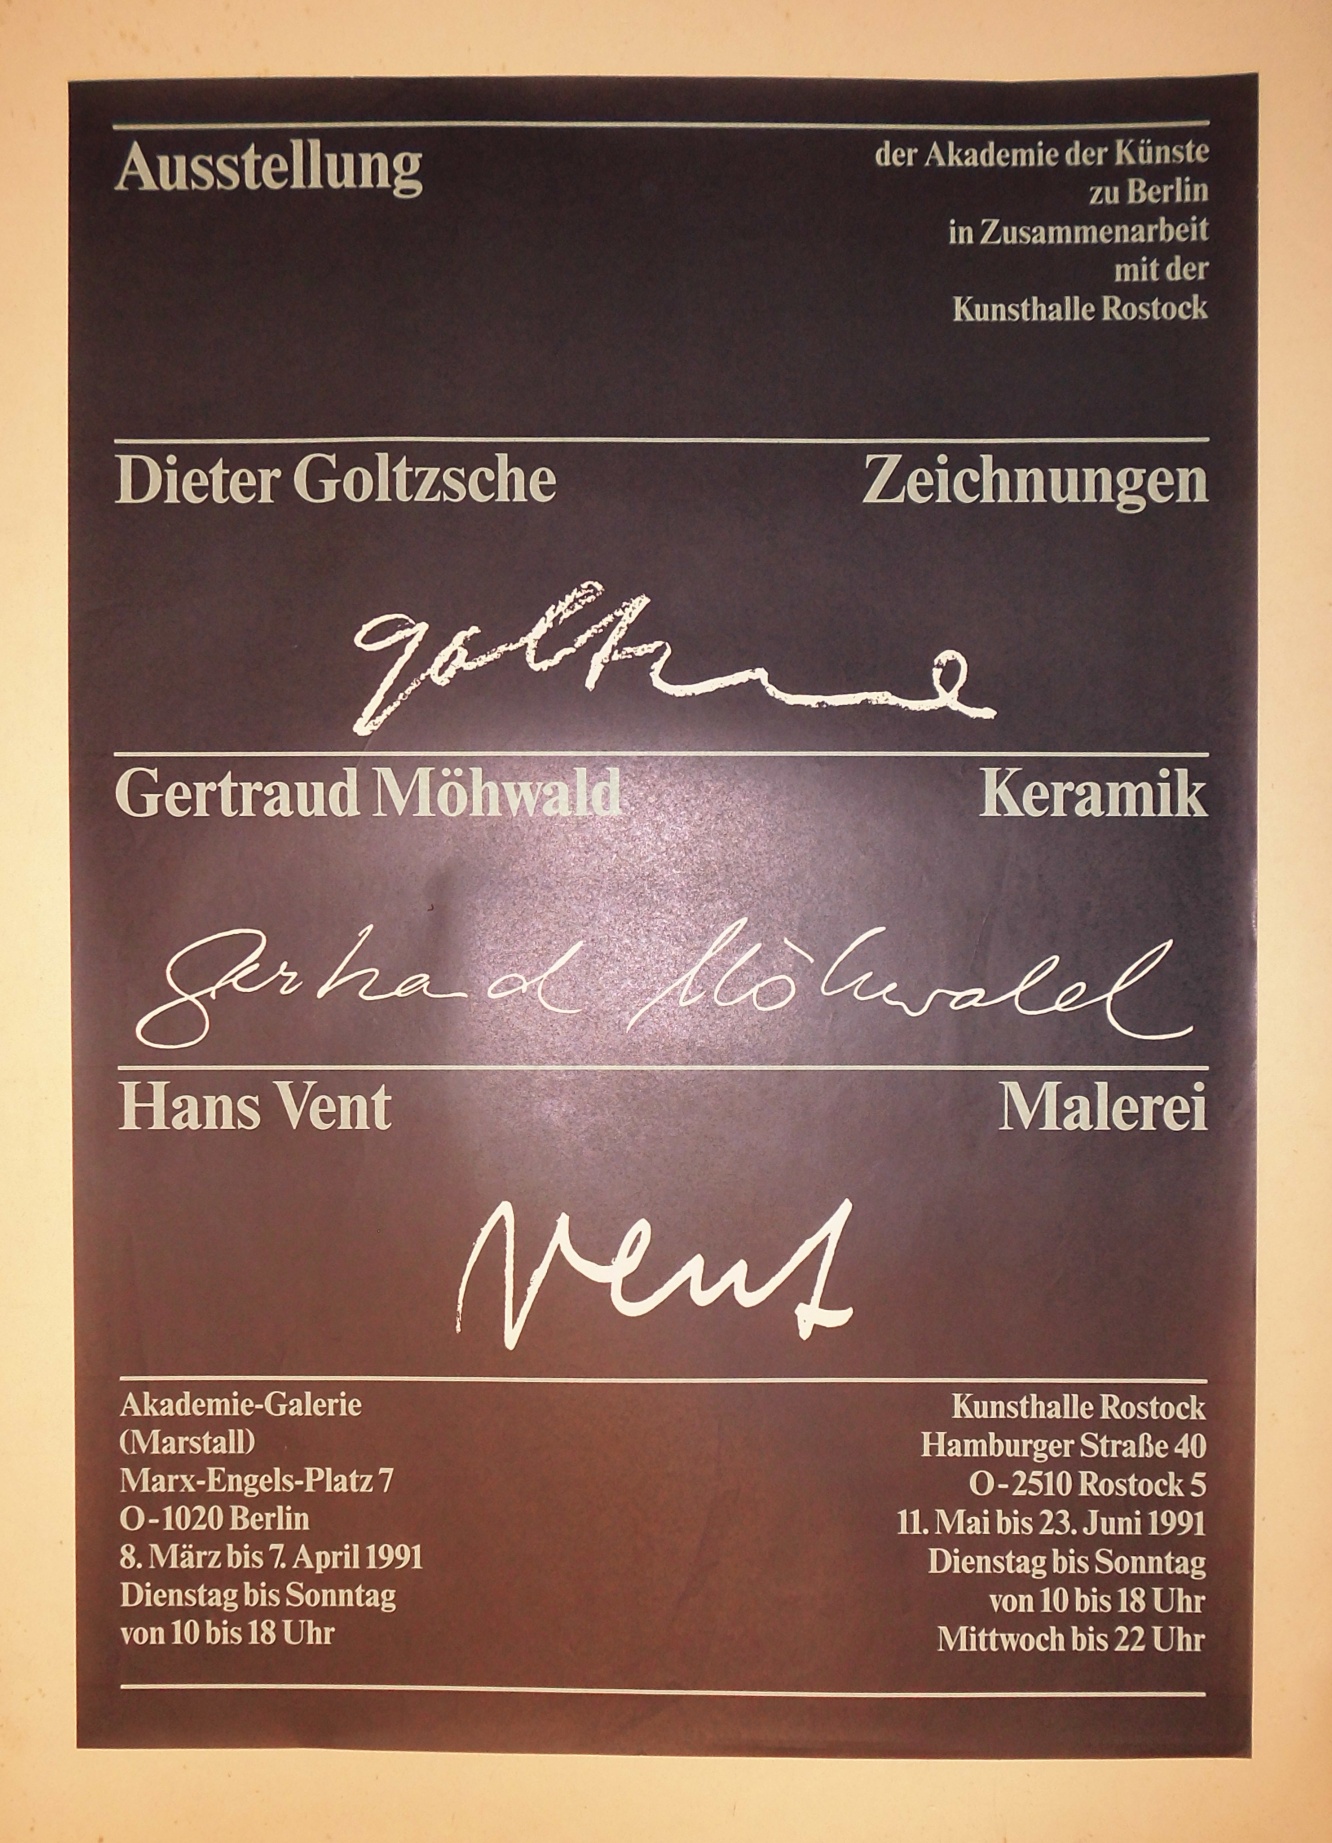 Ausstellung
der Akademie der Künste
zu Berlin
in Zusammenarbeit
mit der
Kunsthalle Rostock
Dieter Goltzsche
Zeichnungen
Gertraud Möhwald
Keramik
Möhwald
Hans Vent
Malerei
Vent
Akademie-Galerie
(Marstall)
Marx-Engels-Platz 7
O-1020 Berlin
8. März bis 7. April 1991
Dienstag bis Sonntag
von 10 bis 18 Uhr
Kunsthalle Rostock
Hamburger Straße 40
O-2510 Rostock 5
11. Mai bis 23. Juni 1991
Dienstag bis Sonntag
von 10 bis 18 Uhr
Mittwoch bis 22 Uhr